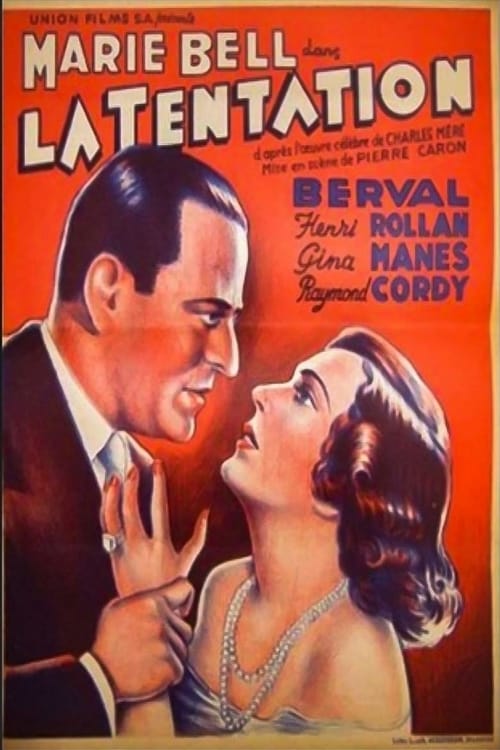 UNION FILMS S.A. présente
MARIE BELL dans
LA TENTATION
d'après l'œuvre célèbre de CHARLES MÉRÉ
Mise en scène de PIERRE CARON
BERVAL
Henri ROLLAN
Gina MANES
Raymond CORDY